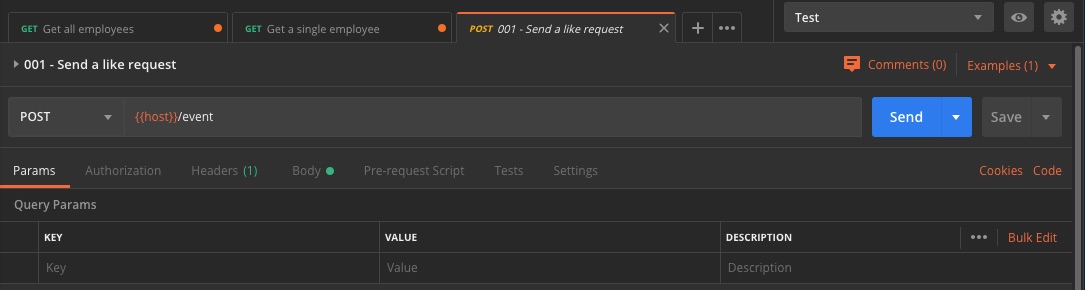 GET Get all employees
GET Get a single employee
POST 001 - Send a like request
Test
001 - Send a like request
Comments (0)
Examples (1)
POST
{{host}}/event
Send
Save
Params
Authorization
Headers (1)
Body
Pre-request Script
Tests
Settings
Cookies
Code
Query Params
KEY
VALUE
DESCRIPTION
Bulk Edit
Key
Value
Description